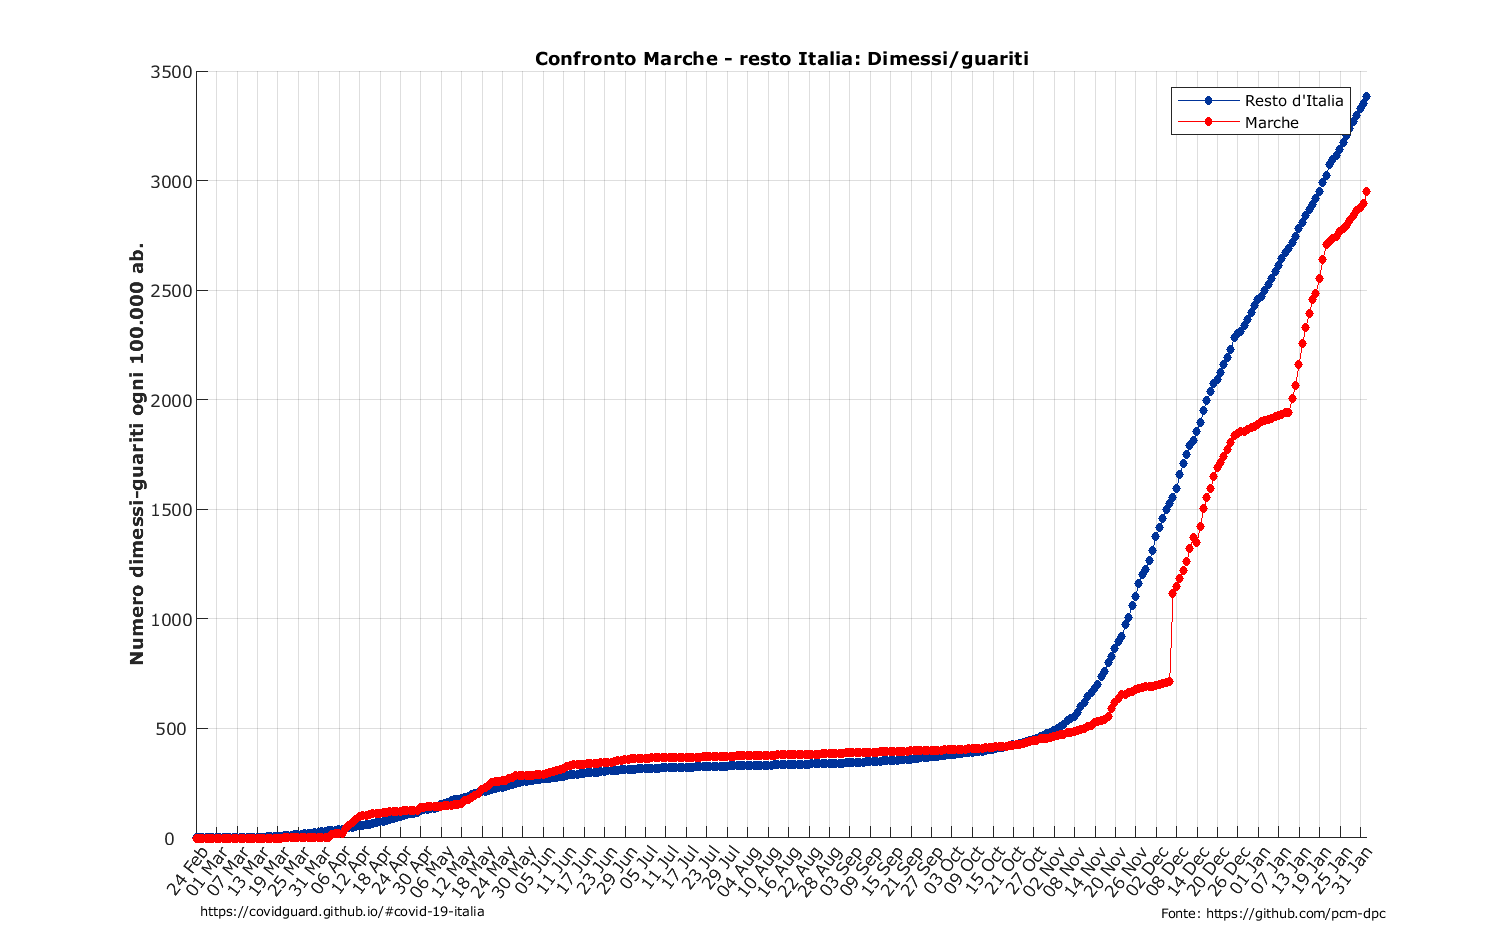 Confronto Marche - resto Italia: Dimessi/guariti
Numero dimessi-guariti ogni 100.000 ab.
3500
3000
2500
2000
1500
1000
500
0
Resto d'Italia
Marche
24 Feb
01 Mar
07 Mar
13 Mar
19 Mar
25 Mar
31 Mar
06 Apr
12 Apr
18 Apr
24 Apr
30 Apr
06 May
12 May
18 May
24 May
30 May
05 Jun
11 Jun
17 Jun
23 Jun
29 Jun
05 Jul
11 Jul
17 Jul
23 Jul
29 Jul
04 Aug
10 Aug
16 Aug
22 Aug
28 Aug
03 Sep
09 Sep
15 Sep
21 Sep
27 Sep
03 Oct
09 Oct
15 Oct
21 Oct
27 Oct
02 Nov
08 Nov
14 Nov
20 Nov
26 Nov
02 Dec
08 Dec
14 Dec
20 Dec
26 Dec
01 Jan
07 Jan
13 Jan
19 Jan
25 Jan
31 Jan
https://covidguard.github.io/#covid-19-italia
Fonte: https://github.com/pcm-dpc